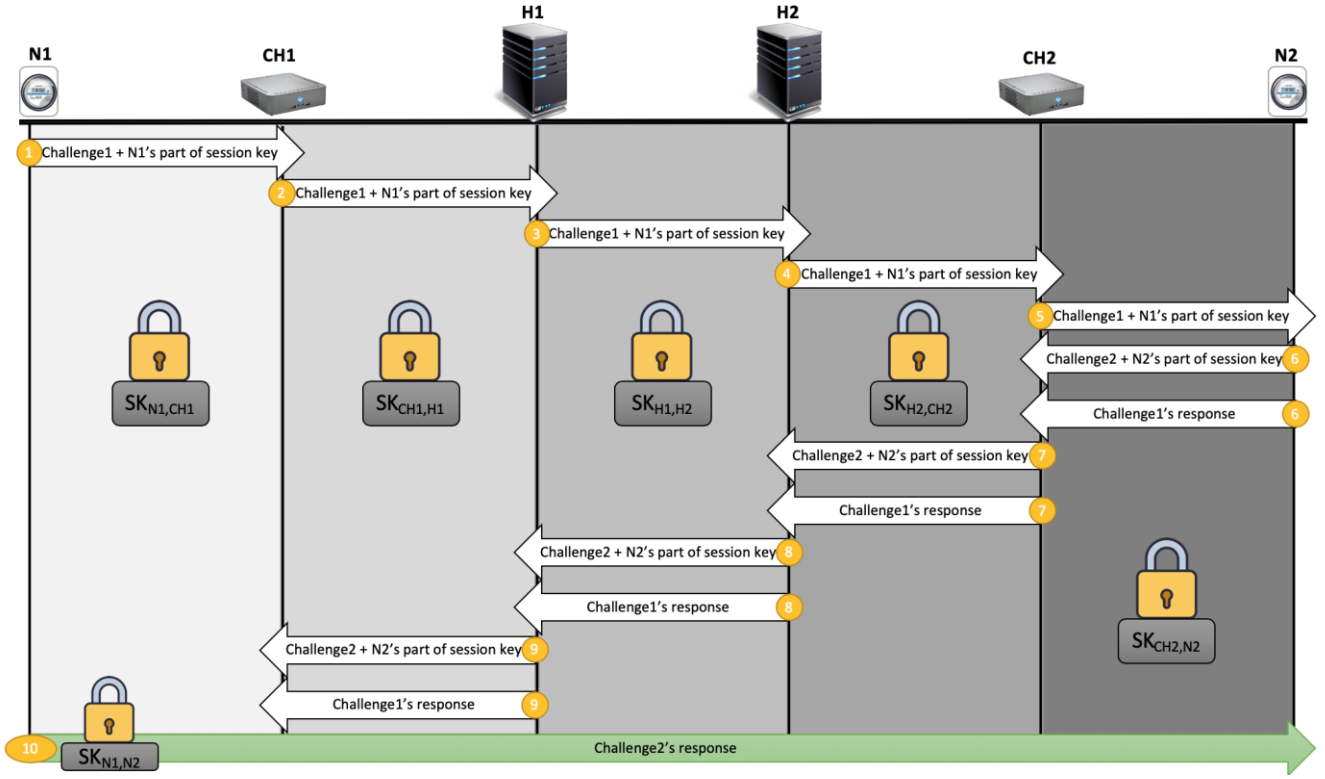 H1
H2
N1
CH1
CH2
N2
1 Challenge1 + N1's part of session key
2 Challenge1 + N1's part of session key
3 Challenge1 + N1's part of session key
4 Challenge1 + N1's part of session key
5 Challenge1 + N1's part of session key
Challenge2 + N2's part of session key 6
SKN1,CH1
SKCH1,H1
SKH1,H2
SKH2,CH2
Challenge1's response 6
Challenge2 + N2's part of session key 7
Challenge1's response 7
Challenge2 + N2's part of session key 8
Challenge1's response 8
SKCH2,N2
Challenge2 + N2's part of session key 9
Challenge1's response 9
10 Challenge2's response
SKN1,N2